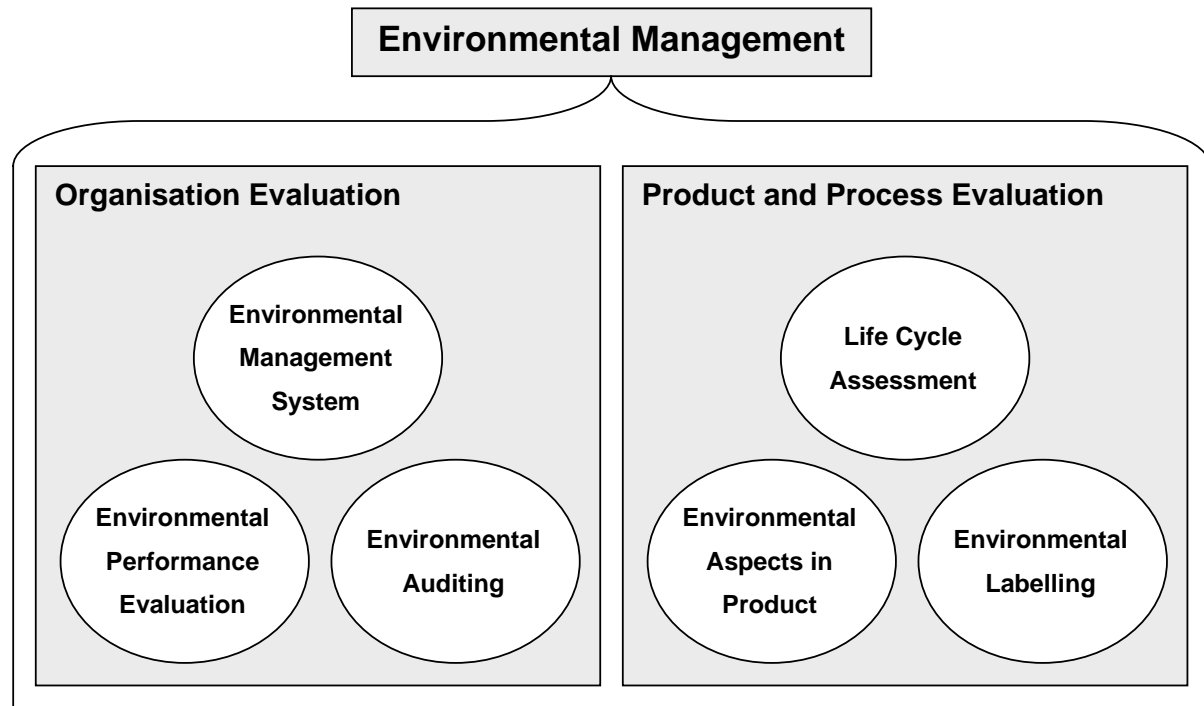 Environmental Management
Organisation Evaluation
Environmental
Management
System
Environmental
Performance
Evaluation
Environmental
Auditing
Product and Process Evaluation
Life Cycle
Assessment
Environmental
Aspects in
Product
Environmental
Labelling